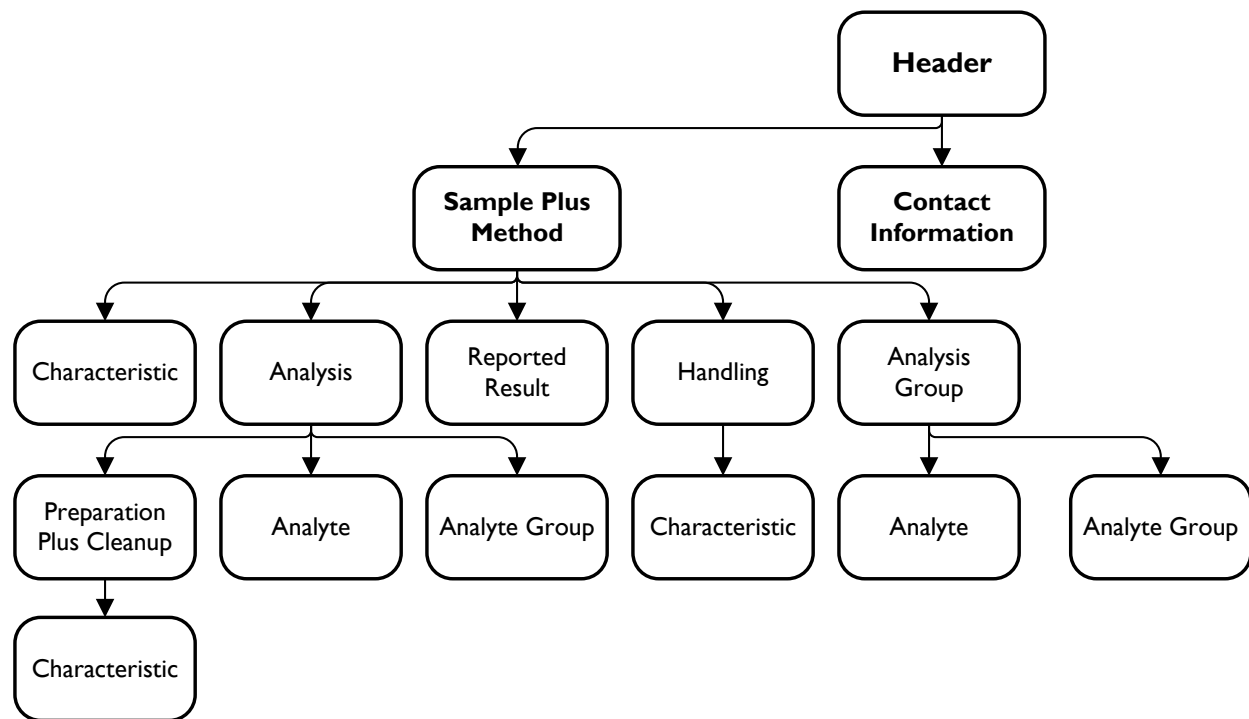 Header
Sample Plus
Method
Contact
Information
Characteristic
Analysis
Reported
Result
Handling
Analysis
Group
Preparation
Plus Cleanup
Analyte
Analyte Group
Characteristic
Analyte
Analyte Group
Characteristic